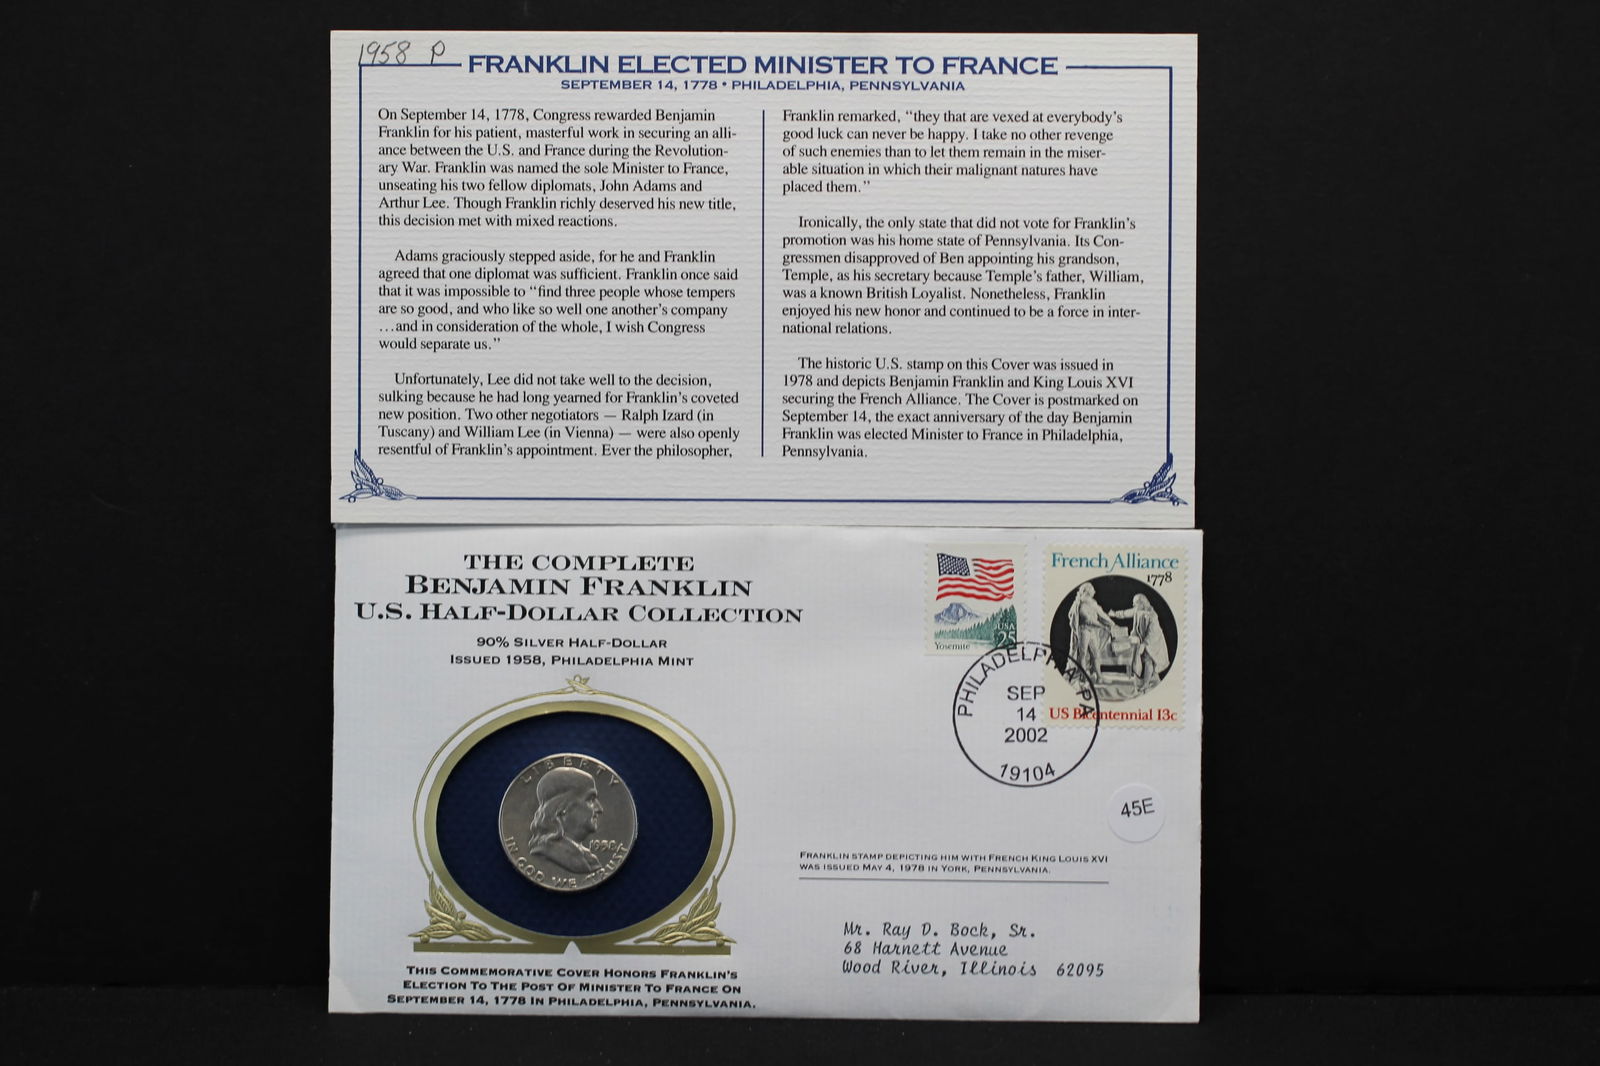 1958 P
FRANKLIN ELECTED MINISTER TO FRANCE
SEPTEMBER 14, 1778 • PHILADELPHIA, PENNSYLVANIA
On September 14, 1778, Congress rewarded Benjamin
Franklin for his patient, masterful work in securing an alli-
ance between the U.S. and France during the Revolution-
ary War. Franklin was named the sole Minister to France,
unseating his two fellow diplomats, John Adams and
Arthur Lee. Though Franklin richly deserved his new title,
this decision met with mixed reactions.
Adams graciously stepped aside, for he and Franklin
agreed that one diplomat was sufficient. Franklin once said
that it was impossible to “find three people whose tempers
are so good, and who like so well one another’s company
...and in consideration of the whole, I wish Congress
would separate us.”
Unfortunately, Lee did not take well to the decision,
sulking because he had long yearned for Franklin’s coveted
new position. Two other negotiators — Ralph Izard (in
Tuscany) and William Lee (in Vienna) — were also openly
resentful of Franklin’s appointment. Ever the philosopher,
Franklin remarked, “they that are vexed at everybody’s
good luck can never be happy. I take no other revenge
of such enemies than to let them remain in the miser-
able situation in which their malignant natures have
placed them.”
Ironically, the only state that did not vote for Franklin’s
promotion was his home state of Pennsylvania. Its Con-
gressmen disapproved of Ben appointing his grandson,
Temple, as his secretary because Temple’s father, William,
was a known British Loyalist. Nonetheless, Franklin
enjoyed his new honor and continued to be a force in inter-
national relations.
The historic U.S. stamp on this Cover was issued in
1978 and depicts Benjamin Franklin and King Louis XVI
securing the French Alliance. The Cover is postmarked on
September 14, the exact anniversary of the day Benjamin
Franklin was elected Minister to France in Philadelphia,
Pennsylvania.
THE COMPLETE
BENJAMIN FRANKLIN
U.S. HALF-DOLLAR COLLECTION
90% SILVER HALF-DOLLAR
ISSUED 1958, PHILADELPHIA MINT
LIBERTY
1958
IN GOD WE TRUST
THIS COMMEMORATIVE COVER HONORS FRANKLIN'S
ELECTION TO THE POST OF MINISTER TO FRANCE ON
SEPTEMBER 14, 1778 IN PHILADELPHIA, PENNSYLVANIA.
USA
25
Yosemite
French Alliance
1778
US Bicentennial 13c
PHILADELPHIA PA
SEP
14
2002
19104
45E
FRANKLIN STAMP DEPICTING HIM WITH FRENCH KING LOUIS XVI
WAS ISSUED MAY 4, 1978 IN YORK, PENNSYLVANIA.
Mr. Ray D. Bock, Sr.
68 Harnett Avenue
Wood River, Illinois 62095